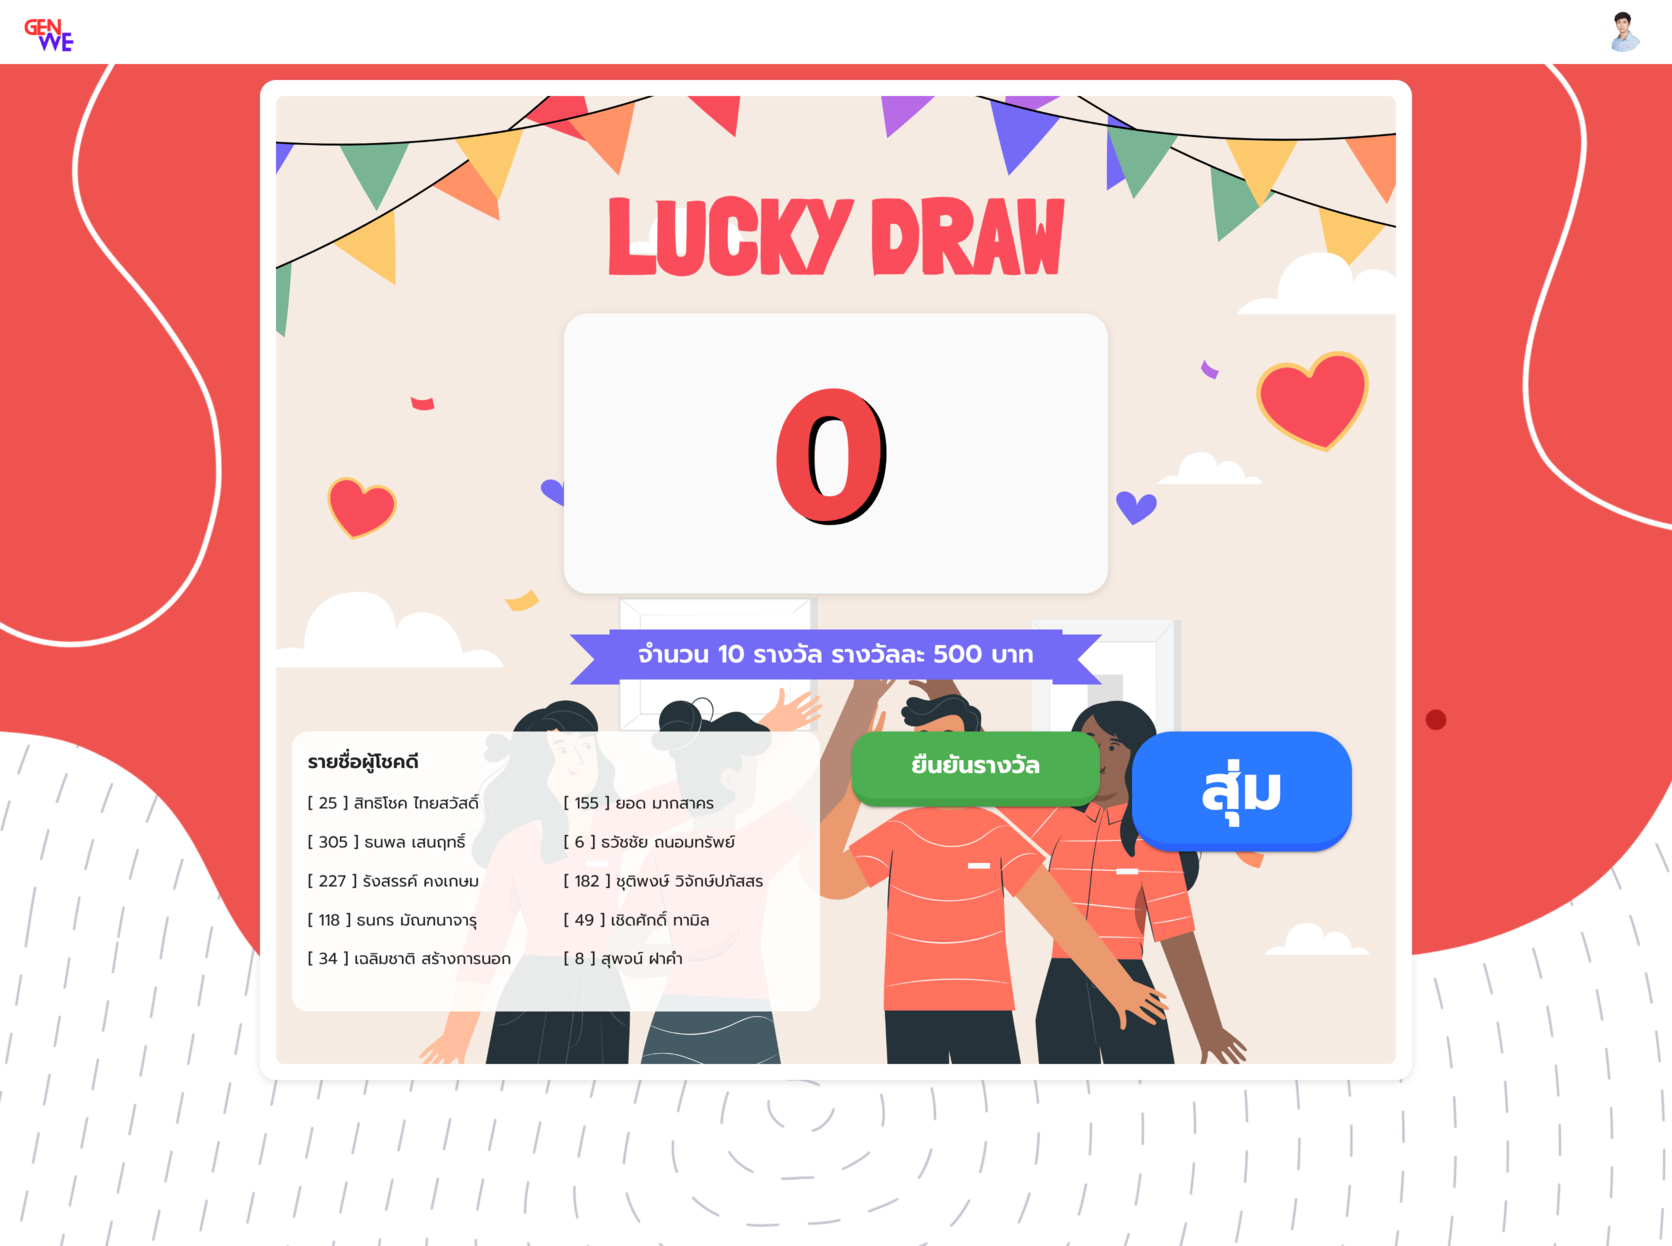 GEN
WE
LUCKY DRAW
0
จำนวน 10 รางวัล รางวัลละ 500 บาท
รายชื่อผู้โชคดี
[ 25 ] สิทธิโชค ไทยสวัสดิ์
[ 305 ] ธนพล เสนฤทธิ์
[ 227 ] รังสรรค์ คงเกษม
[ 118 ] ธนกร มัณฑนาจารุ
[ 34 ] เฉลิมชาติ สร้างการนอก
[ 155 ] ยอด มากสาคร
[ 6 ] ธวัชชัย ถนอมทรัพย์
[ 182 ] ชุติพงษ์ วิจักษ์ปภัสสร
[ 49 ] เชิดศักดิ์ ทามิล
[ 8 ] สุพจน์ ฝาคำ
ยืนยันรางวัล
สุ่ม